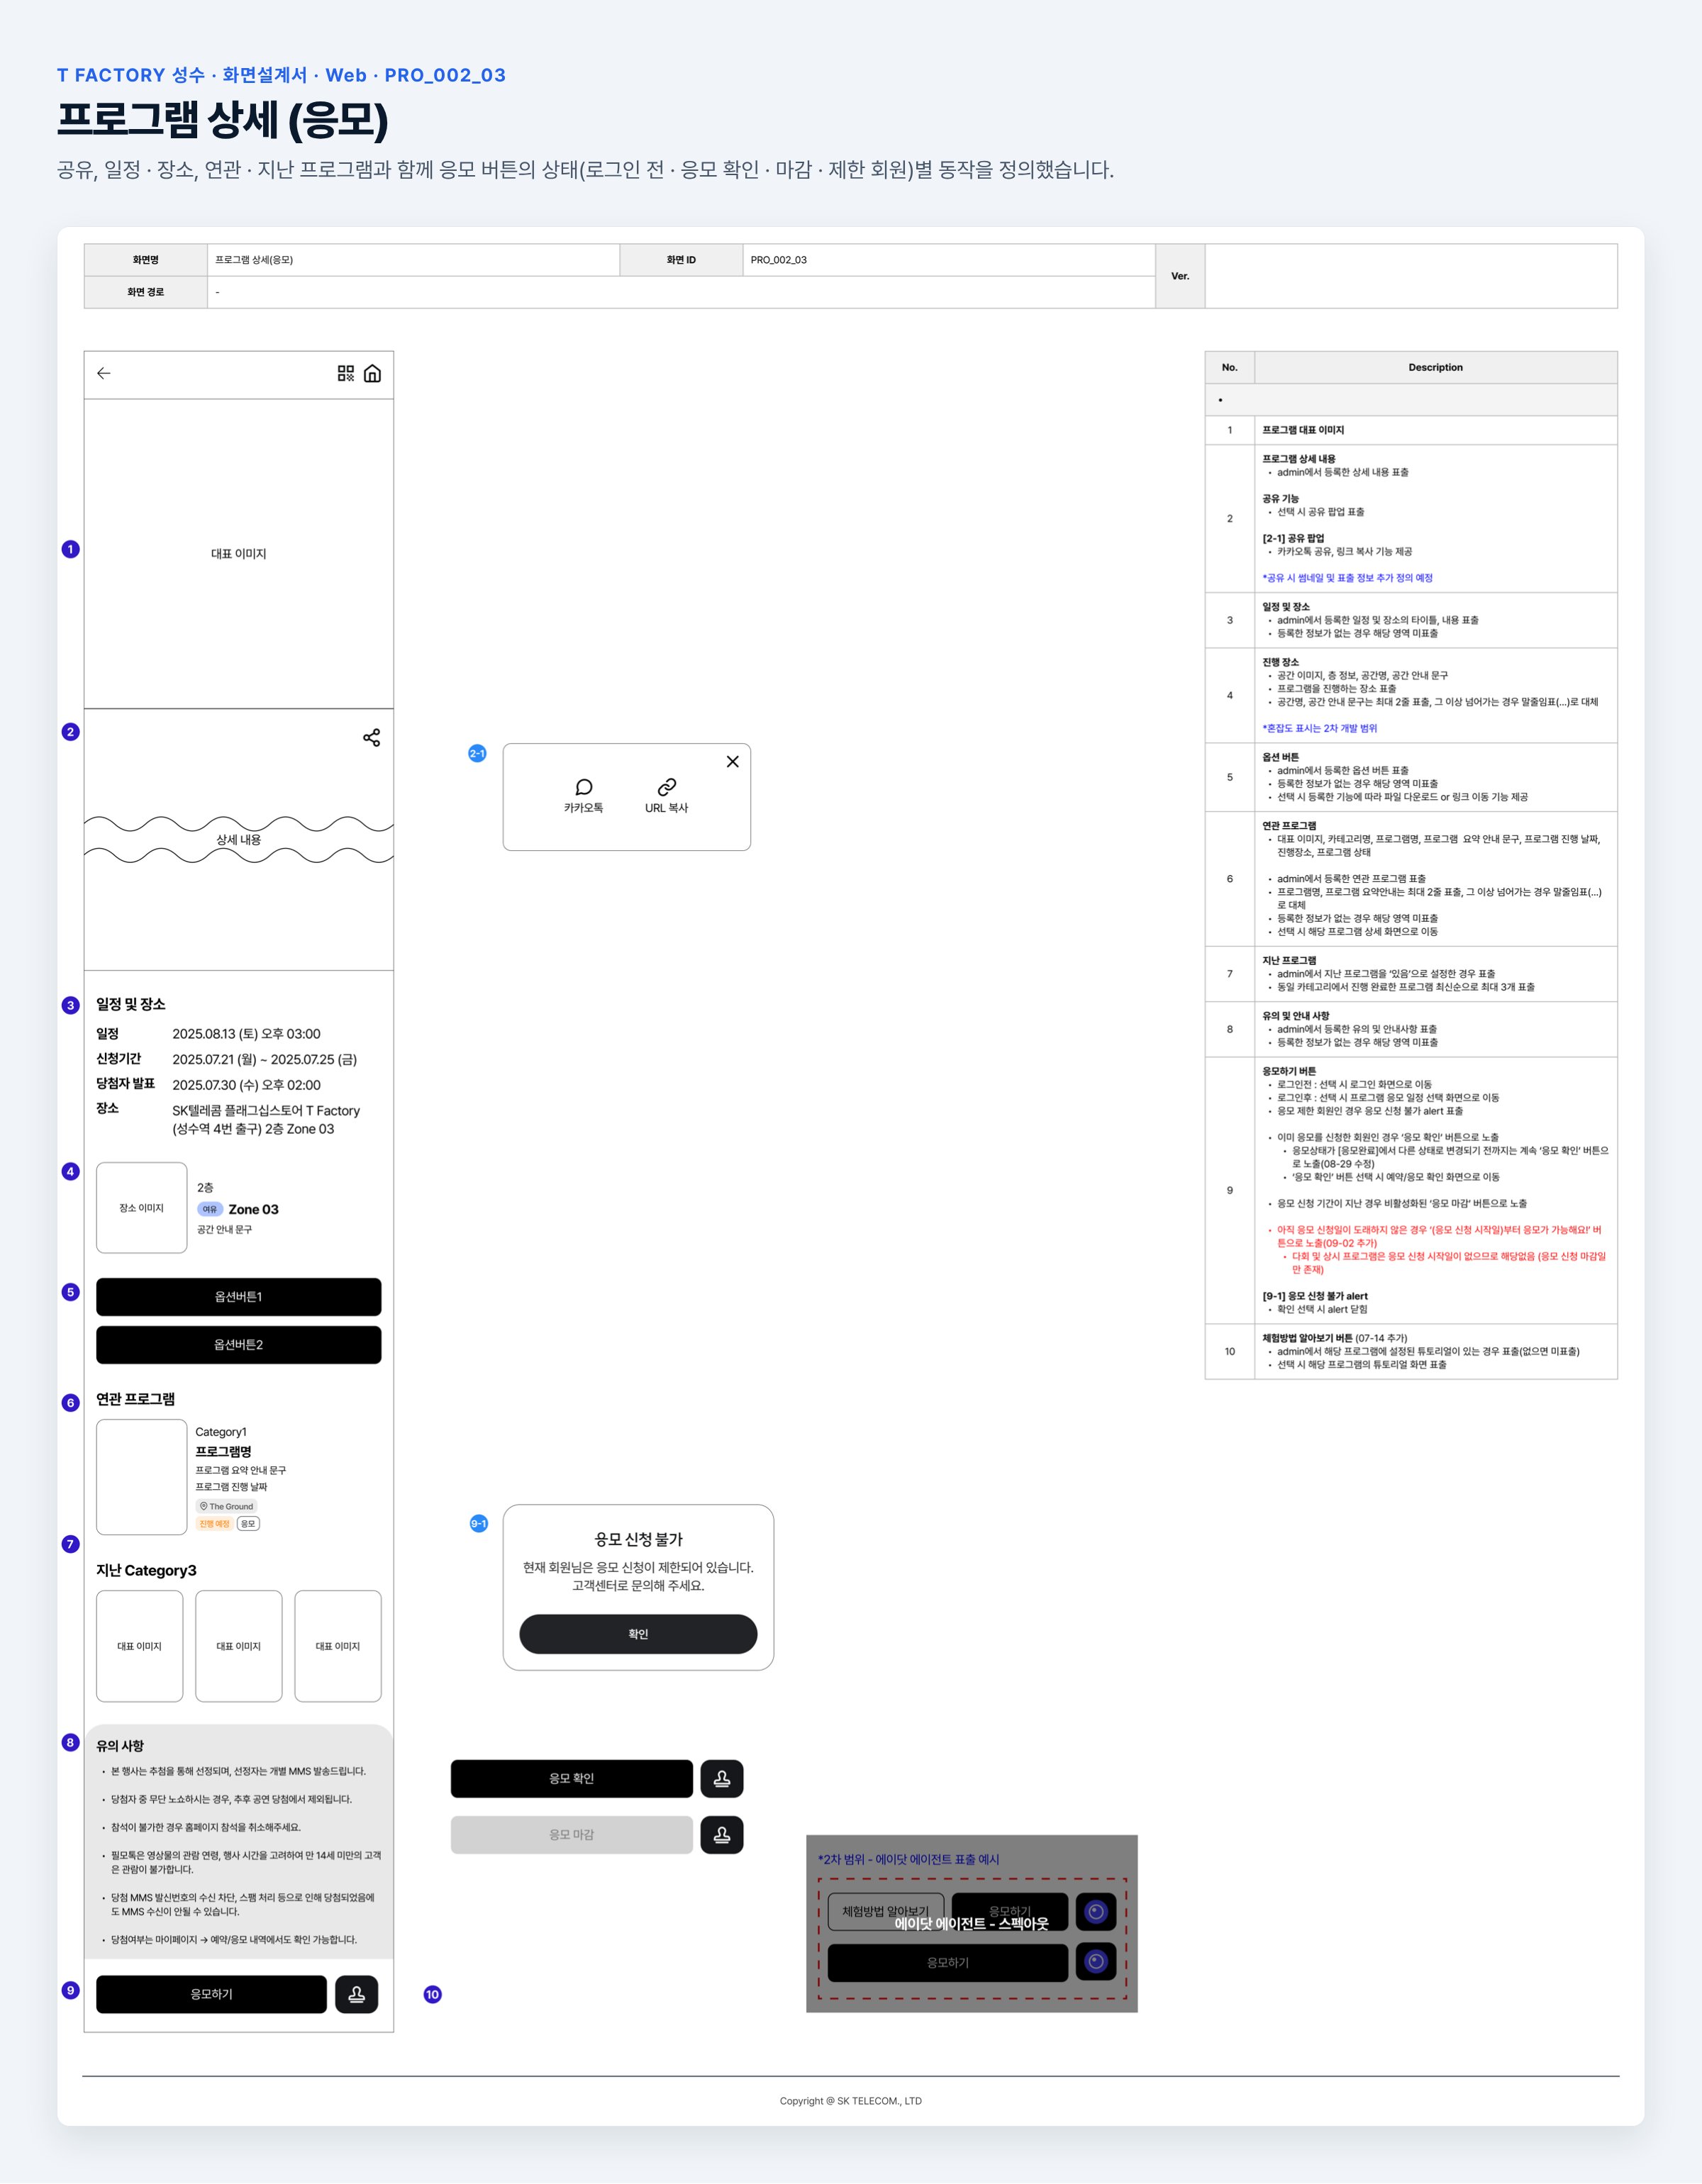 T FACTORY 성수 · 화면설계서 · Web · PRO_002_03
프로그램 상세 (응모)
공유, 일정 · 장소, 연관 · 지난 프로그램과 함께 응모 버튼의 상태(로그인 전 · 응모 확인 · 마감 · 제한 회원)별 동작을 정의했습니다.
화면명
프로그램 상세(응모)
화면 ID
PRO_002_03
Ver.
화면 경로
-
1
대표 이미지
2
상세 내용
2-1
카카오톡
URL 복사
3
일정 및 장소
일정 2025.08.13 (토) 오후 03:00
신청기간 2025.07.21 (월) ~ 2025.07.25 (금)
당첨자 발표 2025.07.30 (수) 오후 02:00
장소 SK텔레콤 플래그십스토어 T Factory
(성수역 4번 출구) 2층 Zone 03
4
장소 이미지
2층
여유 Zone 03
공간 안내 문구
5
옵션버튼1
옵션버튼2
6
연관 프로그램
Category1
프로그램명
프로그램 요약 안내 문구
프로그램 진행 날짜
The Ground
진행 예정 응모
7
지난 Category3
대표 이미지 대표 이미지 대표 이미지
9-1
응모 신청 불가
현재 회원님은 응모 신청이 제한되어 있습니다.
고객센터로 문의해 주세요.
확인
8
유의 사항
• 본 행사는 추첨을 통해 선정되며, 선정자는 개별 MMS 발송드립니다.
• 당첨자 중 무단 노쇼하시는 경우, 추후 공연 당첨에서 제외됩니다.
• 참석이 불가한 경우 홈페이지 참석을 취소해주세요.
• 필모톡은 영상물의 관람 연령, 행사 시간을 고려하여 만 14세 미만의 고객
은 관람이 불가합니다.
• 당첨 MMS 발신번호의 수신 차단, 스팸 처리 등으로 인해 당첨되었음에
도 MMS 수신이 안될 수 있습니다.
• 당첨여부는 마이페이지 → 예약/응모 내역에서도 확인 가능합니다.
9
응모하기
응모 확인
응모 마감
10
*2차 범위 - 에이닷 에이전트 표출 예시
체험방법 알아보기
응모하기
에이닷 에이전트 - 스펙아웃
응모하기
No. Description
•
1
프로그램 대표 이미지
2
프로그램 상세 내용
• admin에서 등록한 상세 내용 표출
공유 기능
• 선택 시 공유 팝업 표출
[2-1] 공유 팝업
• 카카오톡 공유, 링크 복사 기능 제공
*공유 시 썸네일 및 표출 정보 추가 정의 예정
3
일정 및 장소
• admin에서 등록한 일정 및 장소의 타이틀, 내용 표출
• 등록한 정보가 없는 경우 해당 영역 미표출
4
진행 장소
• 공간 이미지, 층 정보, 공간명, 공간 안내 문구
• 프로그램을 진행하는 장소 표출
• 공간명, 공간 안내 문구는 최대 2줄 표출, 그 이상 넘어가는 경우 말줄임표(...)로 대체
*혼잡도 표시는 2차 개발 범위
5
옵션 버튼
• admin에서 등록한 옵션 버튼 표출
• 등록한 정보가 없는 경우 해당 영역 미표출
• 선택 시 등록한 기능에 따라 파일 다운로드 or 링크 이동 기능 제공
6
연관 프로그램
• 대표 이미지, 카테고리명, 프로그램명, 프로그램 요약 안내 문구, 프로그램 진행 날짜,
진행장소, 프로그램 상태
• admin에서 등록한 연관 프로그램 표출
• 프로그램명, 프로그램 요약안내는 최대 2줄 표출, 그 이상 넘어가는 경우 말줄임표(...)
로 대체
• 등록한 정보가 없는 경우 해당 영역 미표출
• 선택 시 해당 프로그램 상세 화면으로 이동
7
지난 프로그램
• admin에서 지난 프로그램을 '있음'으로 설정한 경우 표출
• 동일 카테고리에서 진행 완료한 프로그램 최신순으로 최대 3개 표출
8
유의 및 안내 사항
• admin에서 등록한 유의 및 안내사항 표출
• 등록한 정보가 없는 경우 해당 영역 미표출
9
응모하기 버튼
• 로그인전 : 선택 시 로그인 화면으로 이동
• 로그인후 : 선택 시 프로그램 응모 일정 선택 화면으로 이동
• 응모 제한 회원인 경우 응모 신청 불가 alert 표출
• 이미 응모를 신청한 회원인 경우 '응모 확인' 버튼으로 노출
• 응모상태가 [응모완료]에서 다른 상태로 변경되기 전까지는 계속 '응모 확인' 버튼으
로 노출(08-29 수정)
• '응모 확인' 버튼 선택 시 예약/응모 확인 화면으로 이동
• 응모 신청 기간이 지난 경우 비활성화된 '응모 마감' 버튼으로 노출
• 아직 응모 신청일이 도래하지 않은 경우 '(응모 신청 시작일)부터 응모가 가능해요!' 버
튼으로 노출(09-02 추가)
• 다회 및 상시 프로그램은 응모 신청 시작일이 없으므로 해당없음 (응모 신청 마감일
만 존재)
[9-1] 응모 신청 불가 alert
• 확인 선택 시 alert 닫힘
10
체험방법 알아보기 버튼 (07-14 추가)
• admin에서 해당 프로그램에 설정된 튜토리얼이 있는 경우 표출(없으면 미표출)
• 선택 시 해당 프로그램의 튜토리얼 화면 표출
Copyright @ SK TELECOM., LTD